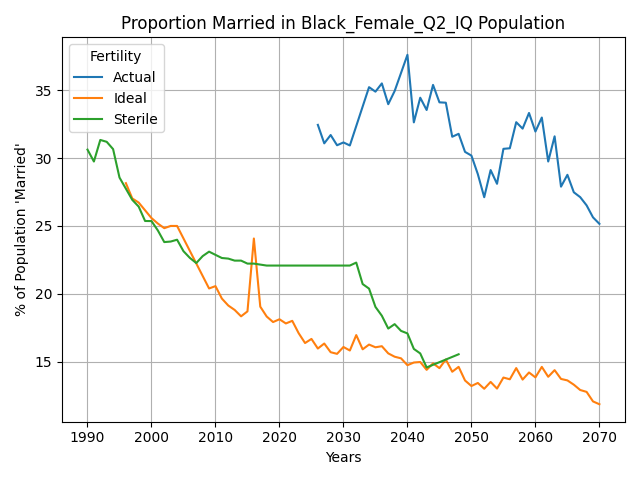 Proportion Married in Black_Female_Q2_IQ Population
Fertility
Actual
Ideal
Sterile
% of Population 'Married'
35
30
25
20
15
1990 2000 2010 2020 2030 2040 2050 2060 2070
Years